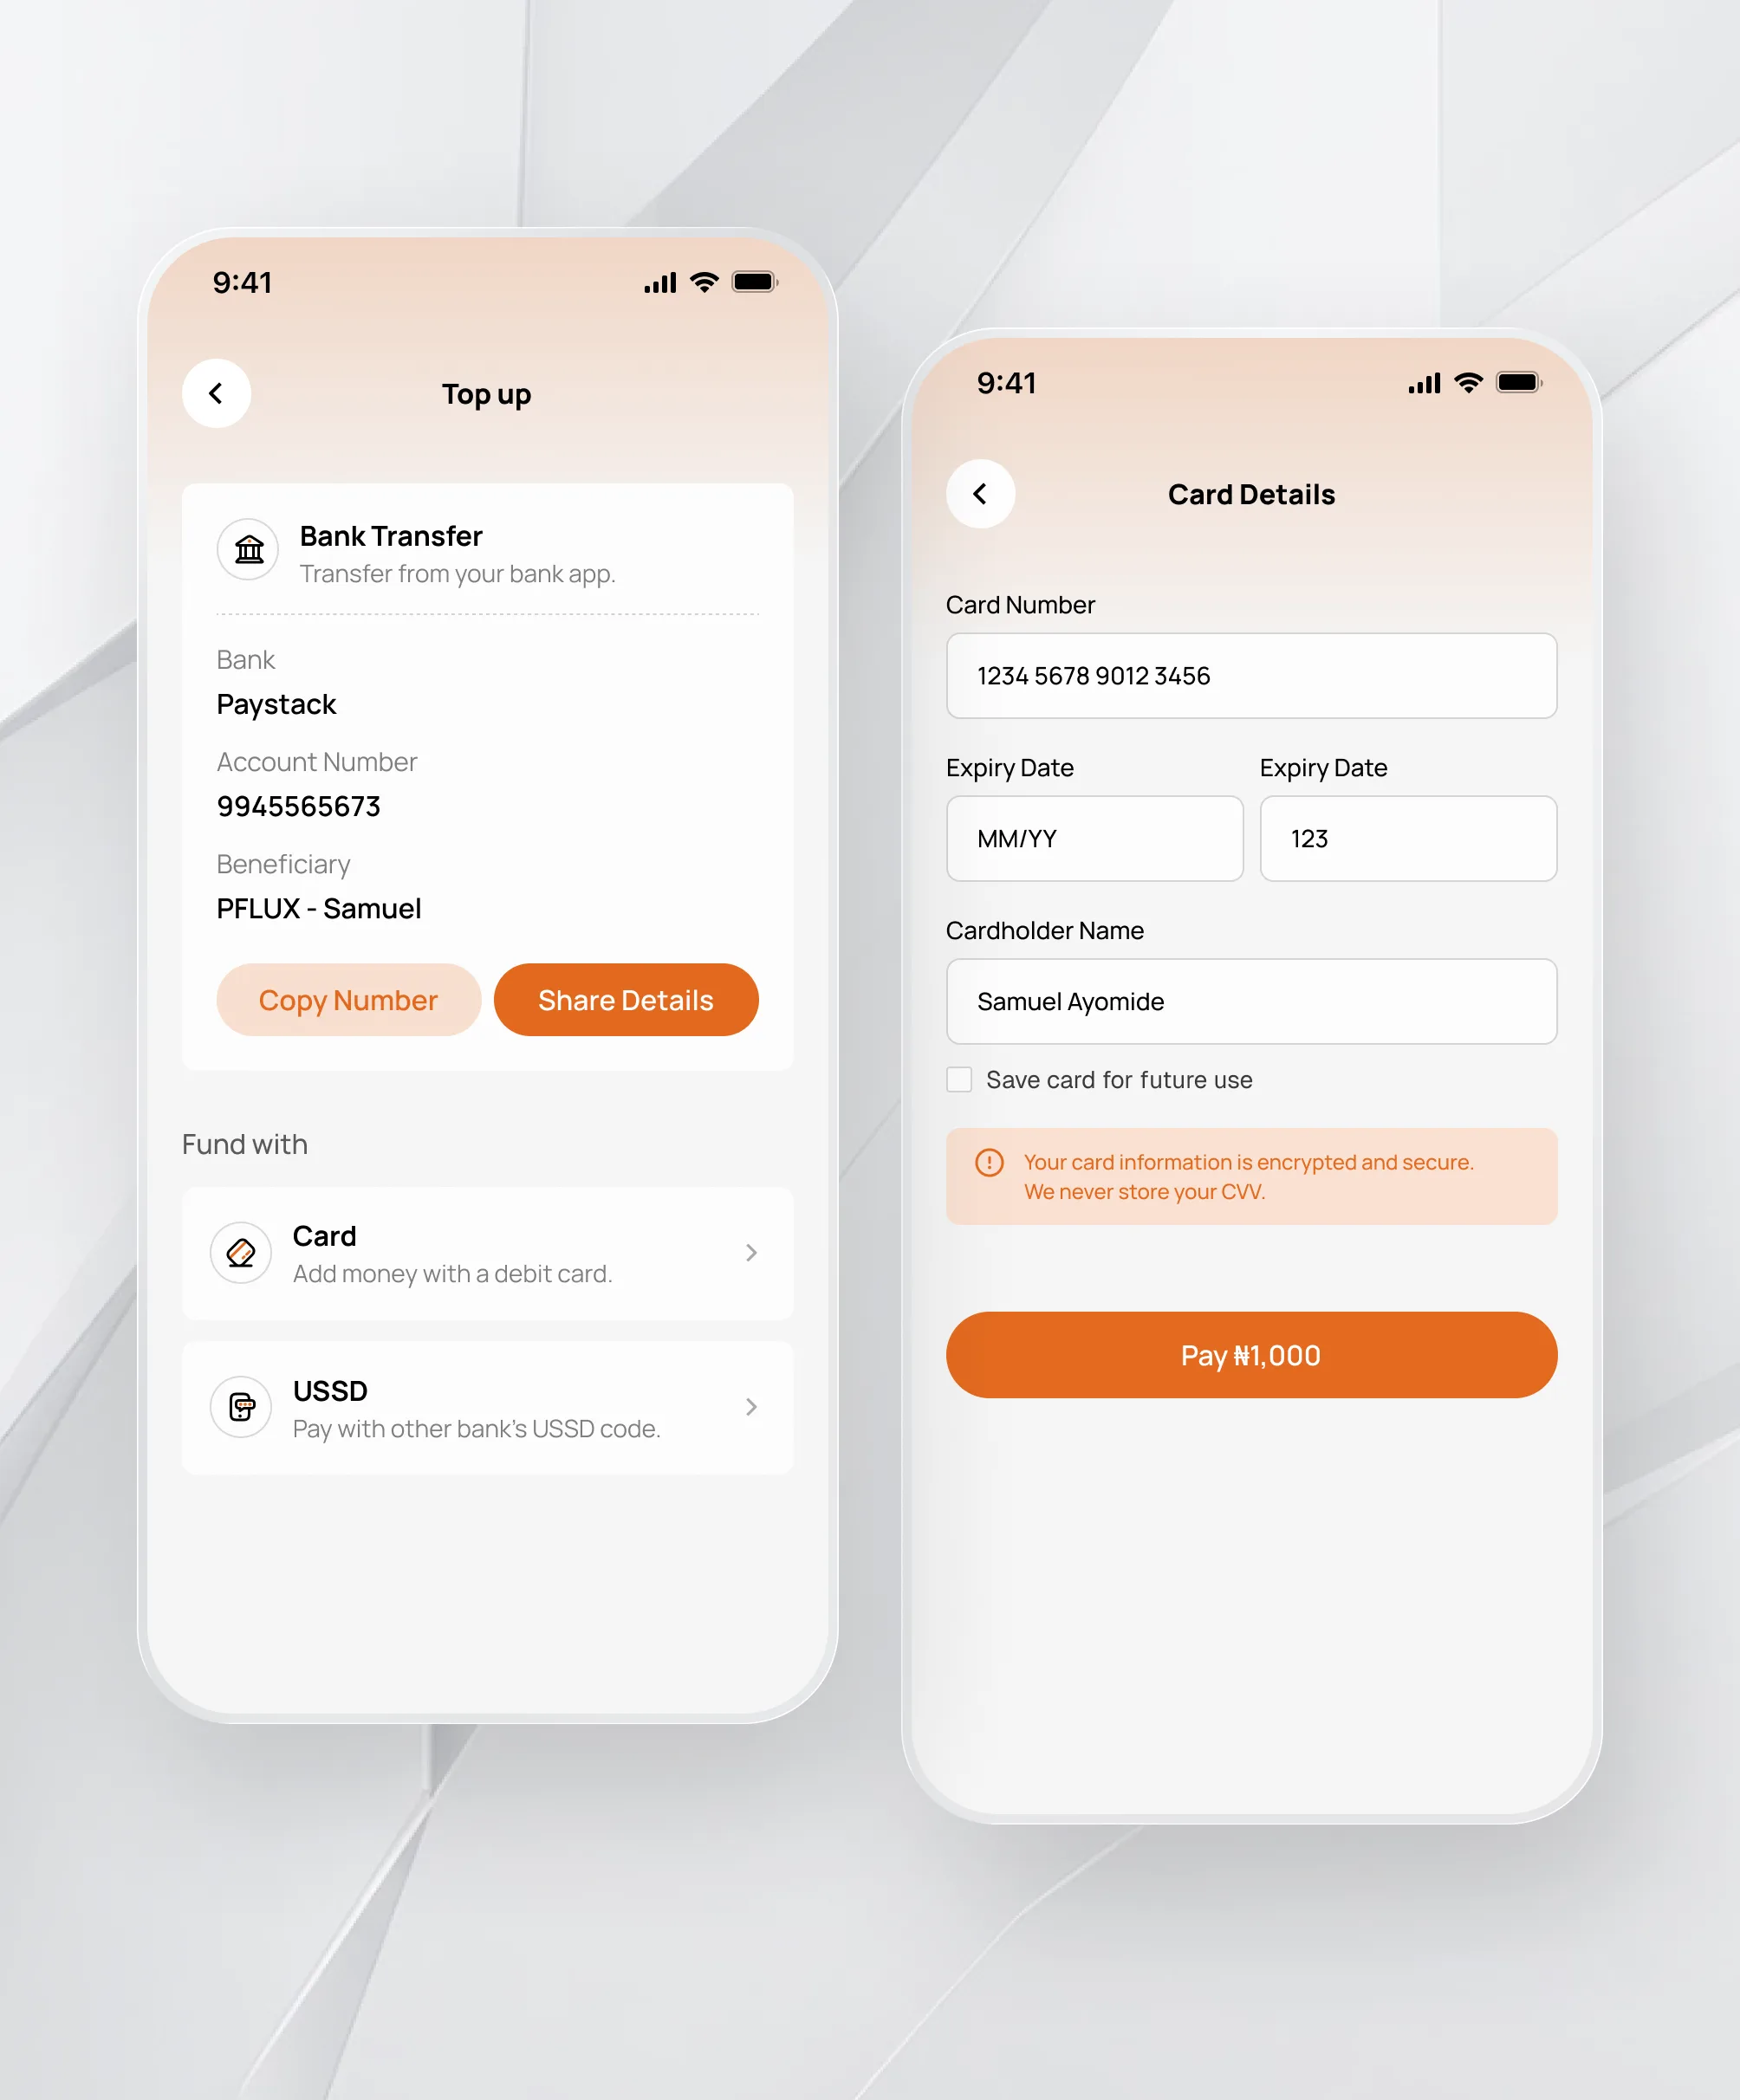 9:41
Top up
Bank Transfer
Transfer from your bank app.
Bank
Paystack
Account Number
9945565673
Beneficiary
PFLUX - Samuel
Copy Number
Share Details
Fund with
Card
Add money with a debit card.
USSD
Pay with other bank's USSD code.
9:41
Card Details
Card Number
1234 5678 9012 3456
Expiry Date
Expiry Date
MM/YY
123
Cardholder Name
Samuel Ayomide
Save card for future use
Your card information is encrypted and secure.
We never store your CVV.
Pay ₦1,000